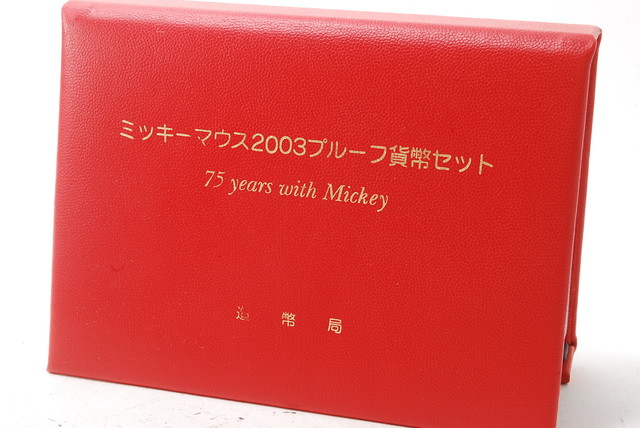 ミッキーマウス2003プルーフ貨幣セット
75 years with Mickey
造幣局